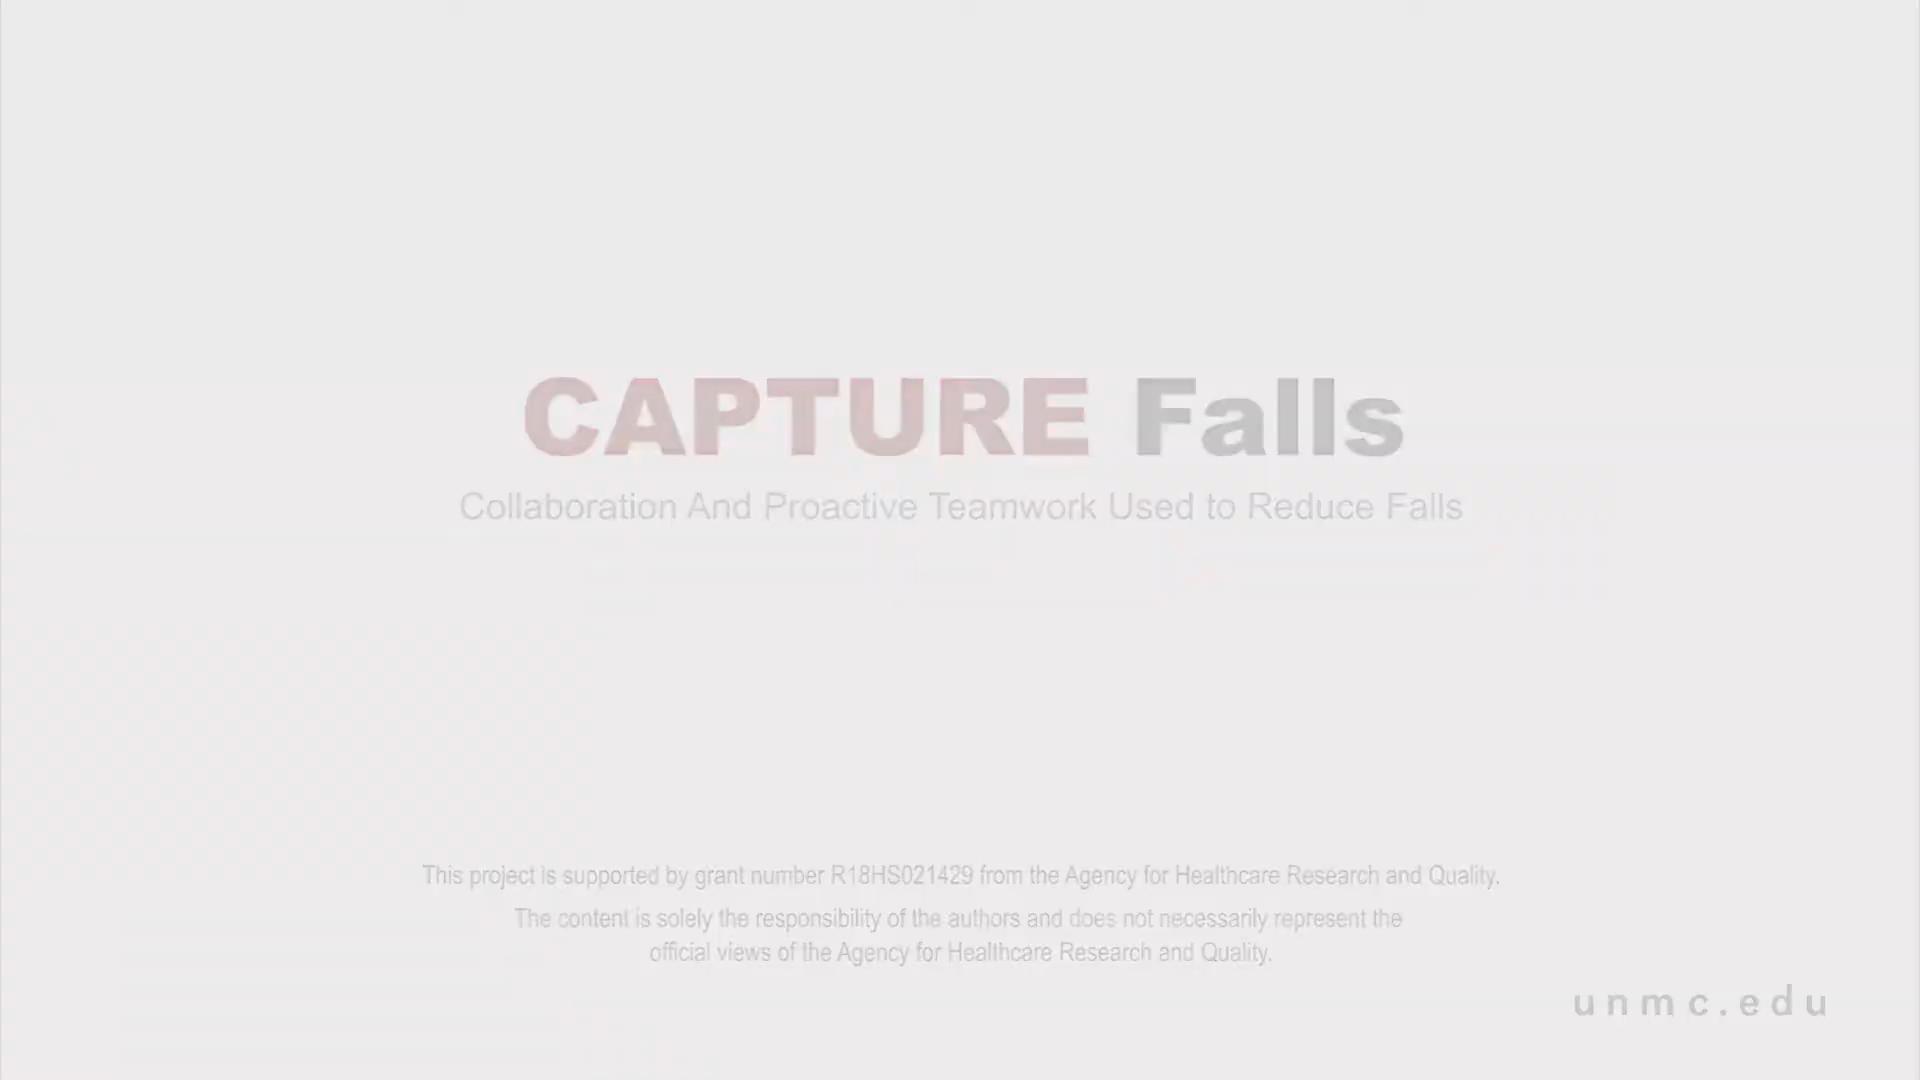 CAPTURE Falls
Collaboration And Proactive Teamwork Used to Reduce Falls
This project is supported by grant number R18HS021429 from the Agency for Healthcare Research and Quality.
The content is solely the responsibility of the authors and does not necessarily represent the
official views of the Agency for Healthcare Research and Quality.
unmc.edu